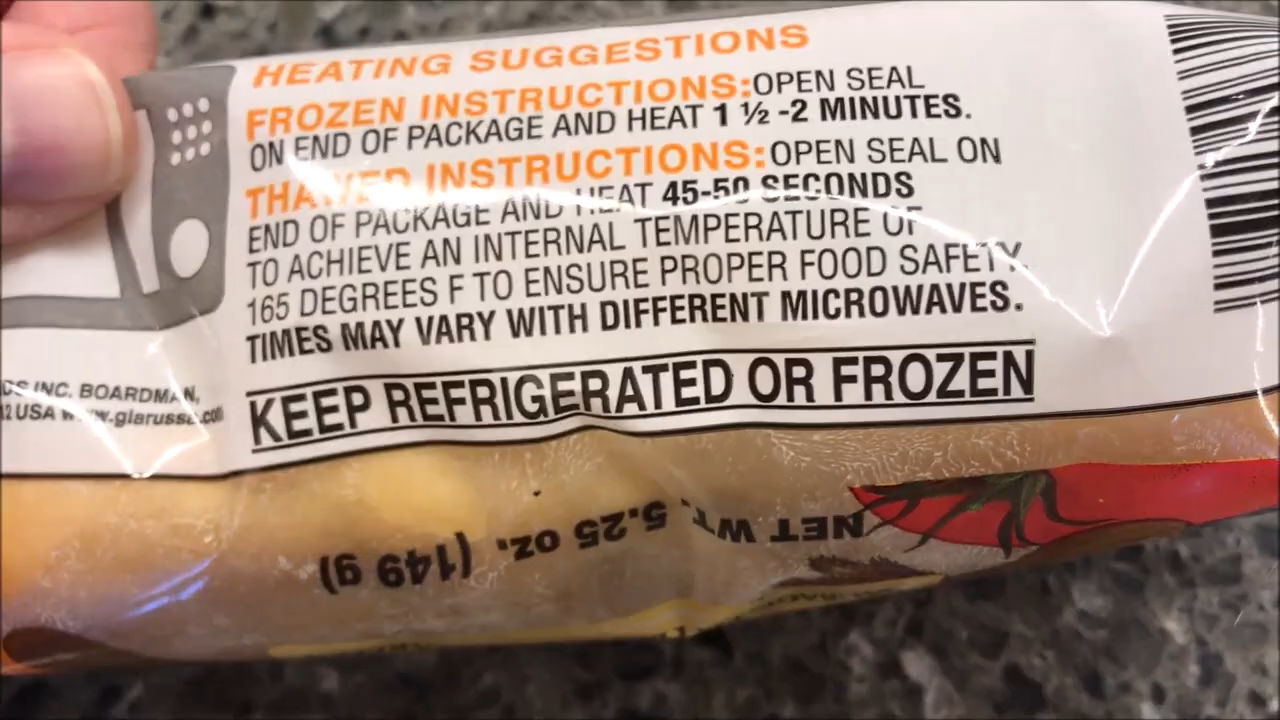 HEATING SUGGESTIONS
FROZEN INSTRUCTIONS:OPEN SEAL
ON END OF PACKAGE AND HEAT 1 ½ -2 MINUTES.
THAWED INSTRUCTIONS:OPEN SEAL ON
END OF PACKAGE AND HEAT 45-50 SECONDS
TO ACHIEVE AN INTERNAL TEMPERATURE OF
165 DEGREES F TO ENSURE PROPER FOOD SAFETY.
TIMES MAY VARY WITH DIFFERENT MICROWAVES.
INC. BOARDMAN,
USA
KEEP REFRIGERATED OR FROZEN
NET WT. 5.25 oz. (149 g)